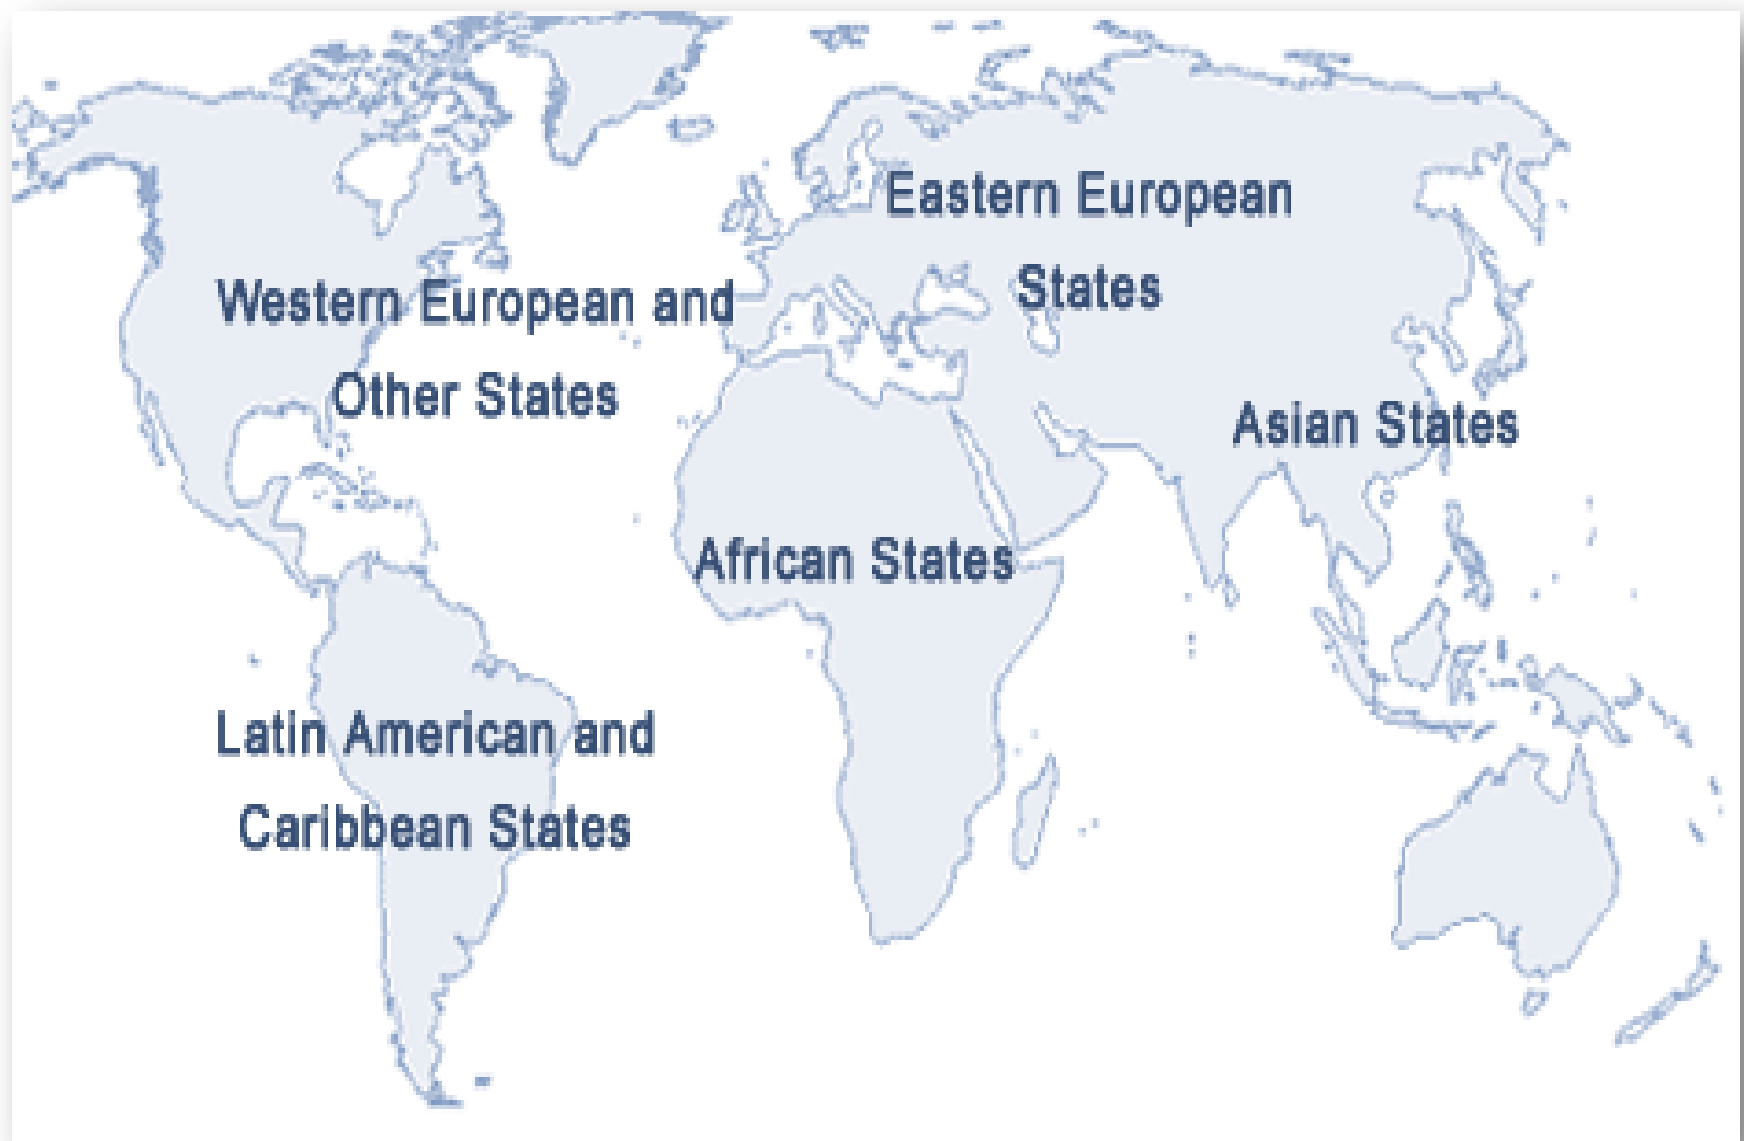 Eastern European
States
Western European and
Other States
Asian States
African States
Latin American and
Caribbean States